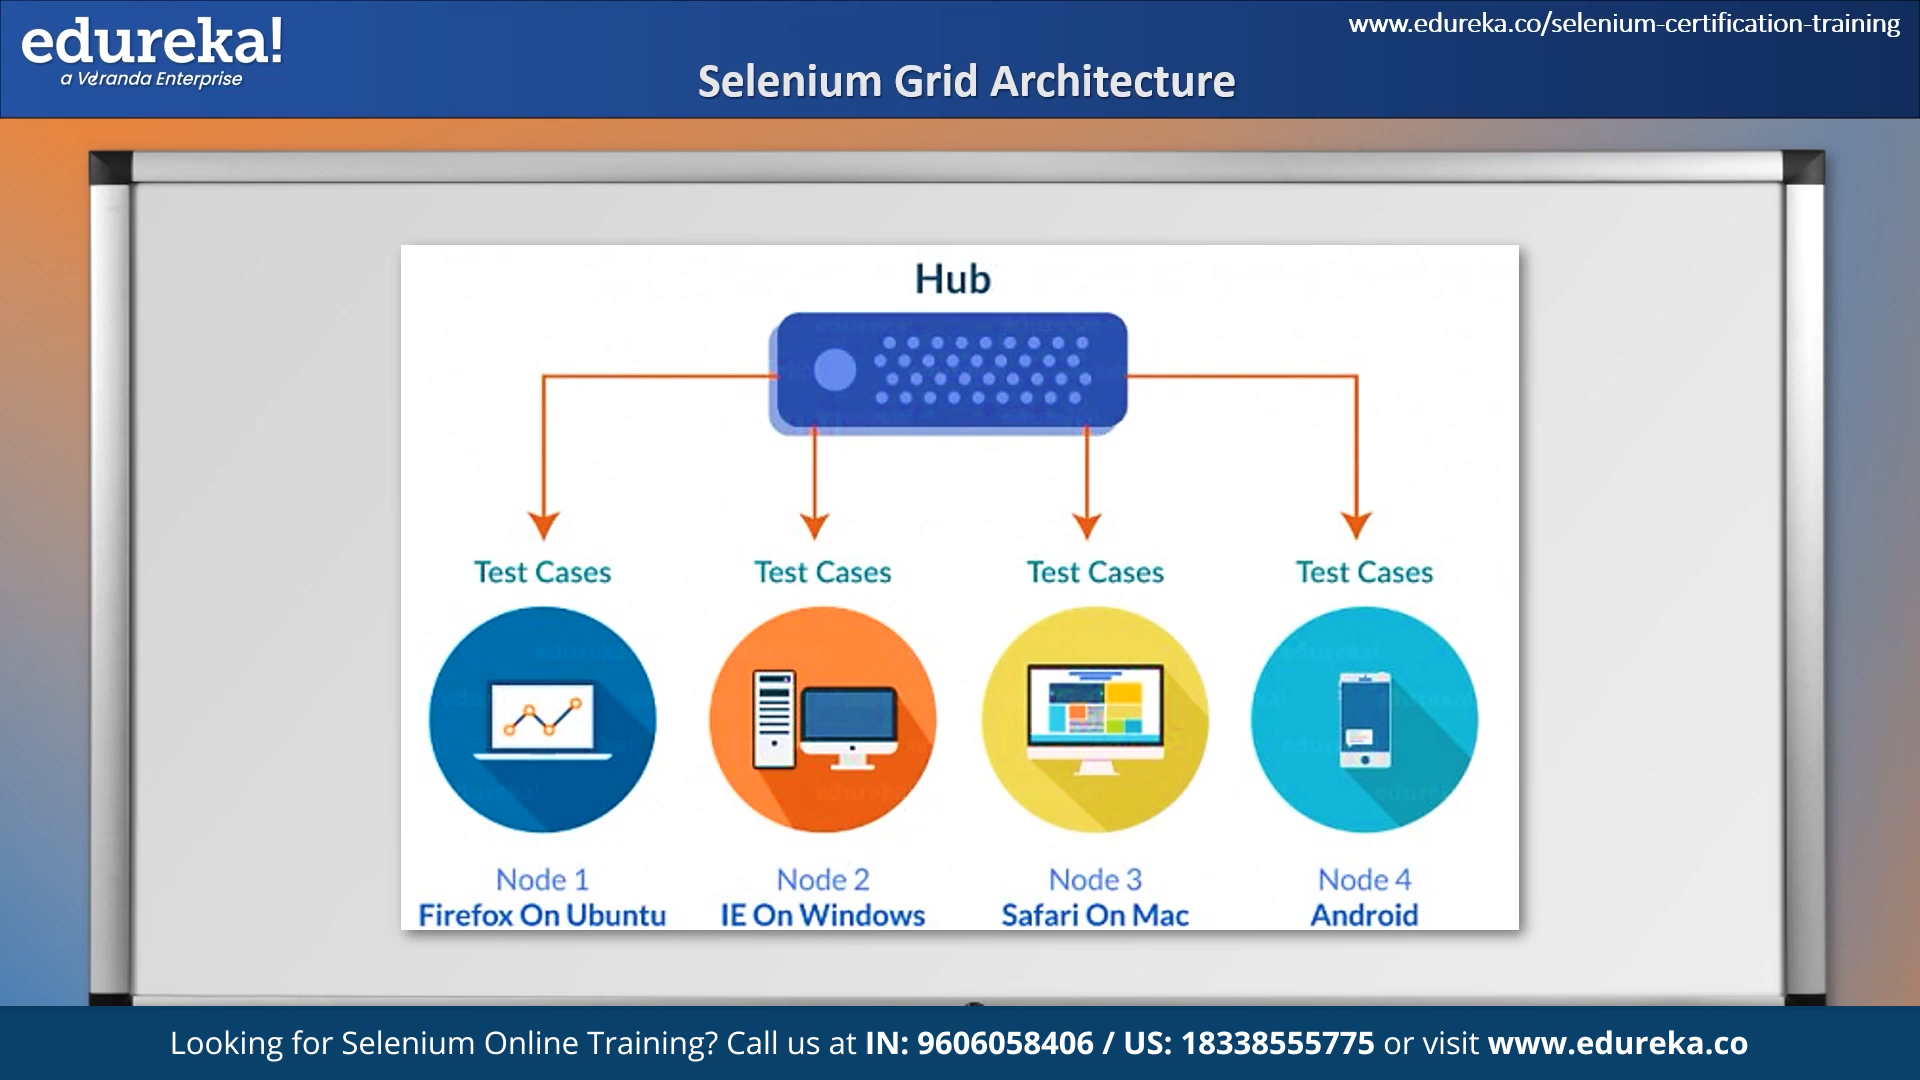 edureka!
a Veranda Enterprise
www.edureka.co/selenium-certification-training
Selenium Grid Architecture
Hub
Test Cases
Test Cases
Test Cases
Test Cases
Node 1
Firefox On Ubuntu
Node 2
IE On Windows
Node 3
Safari On Mac
Node 4
Android
Looking for Selenium Online Training? Call us at IN: 9606058406 / US: 18338555775 or visit www.edureka.co